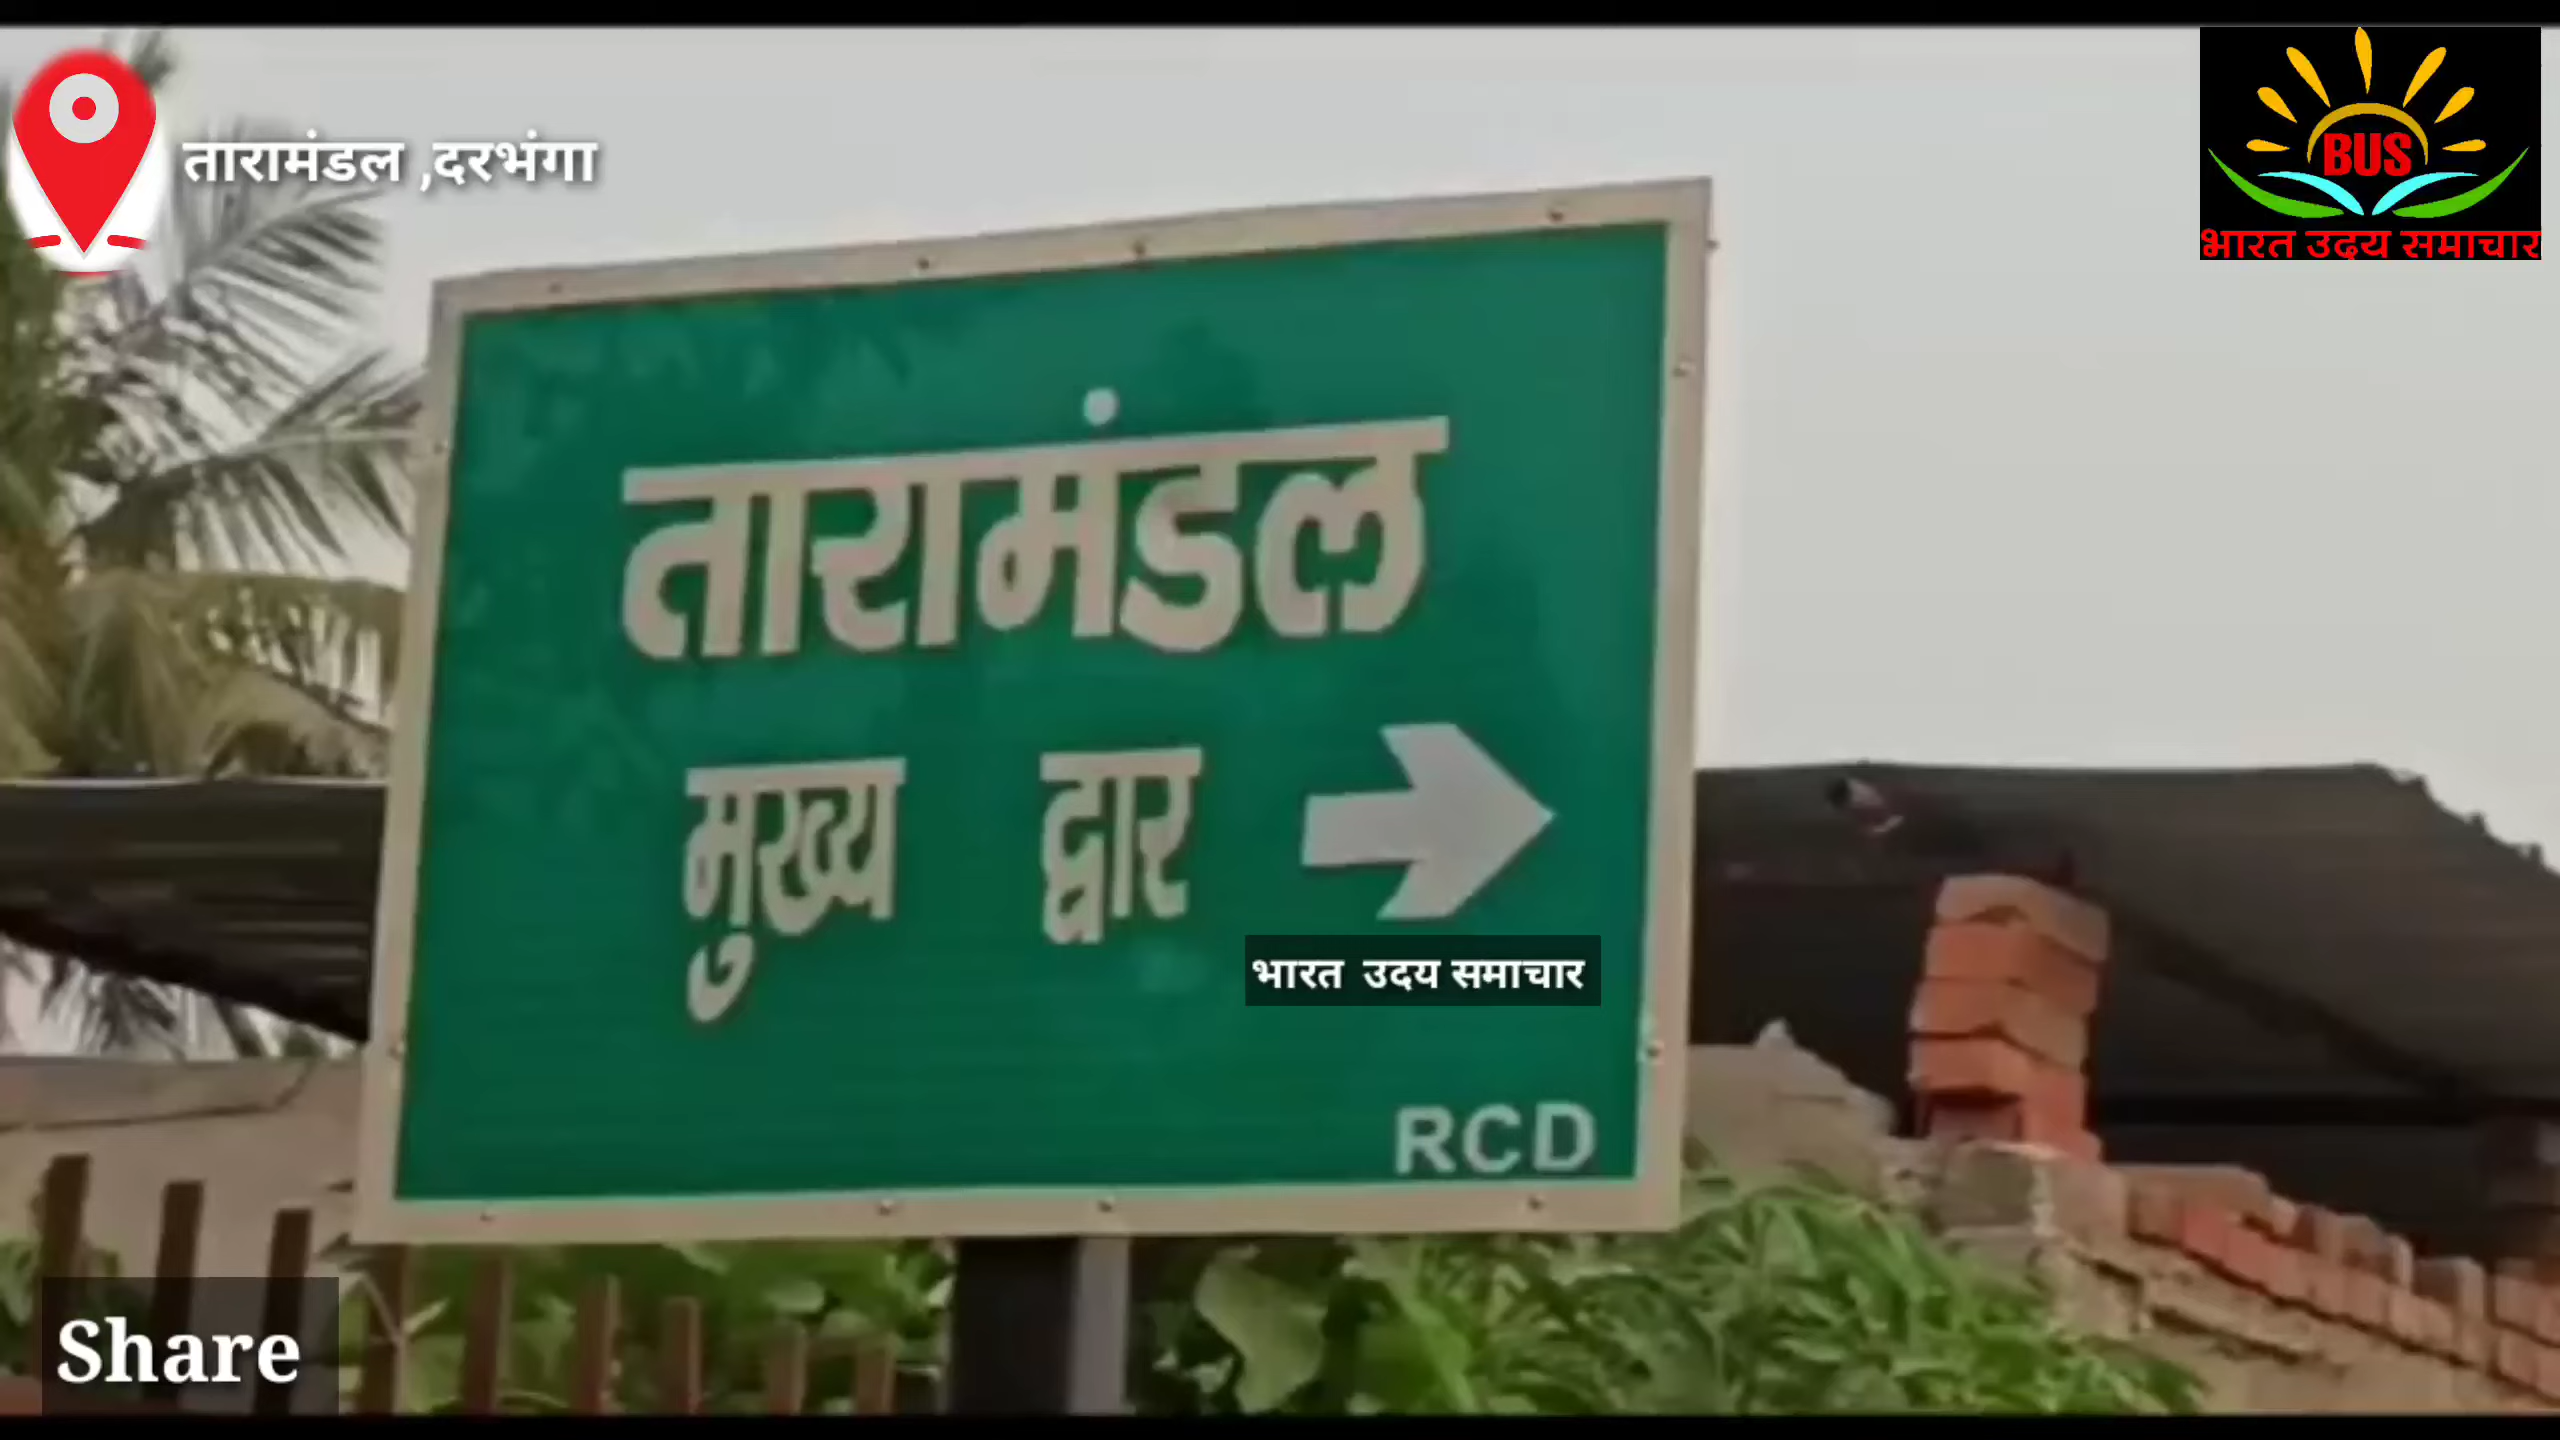 तारामंडल ,दरभंगा
BUS
भारत उदय समाचार
तारामंडल
मुख्य द्वार
भारत उदय समाचार
RCD
Share